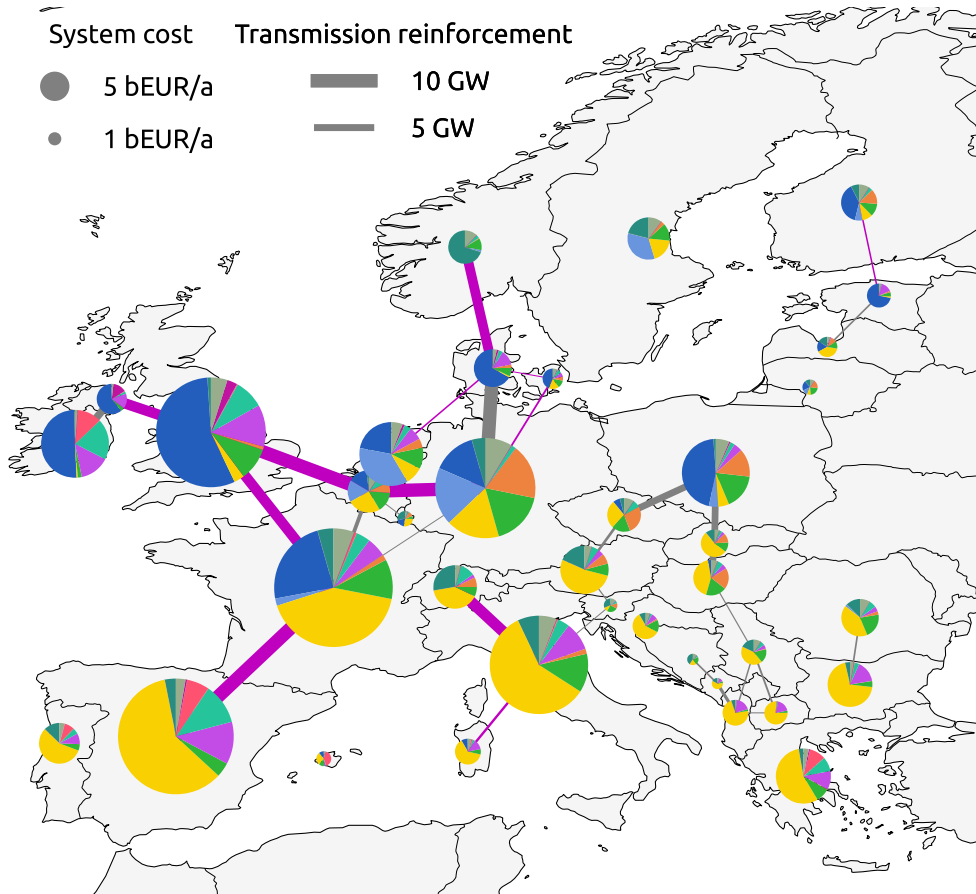 System cost
Transmission reinforcement
5 bEUR/a
10 GW
1 bEUR/a
5 GW